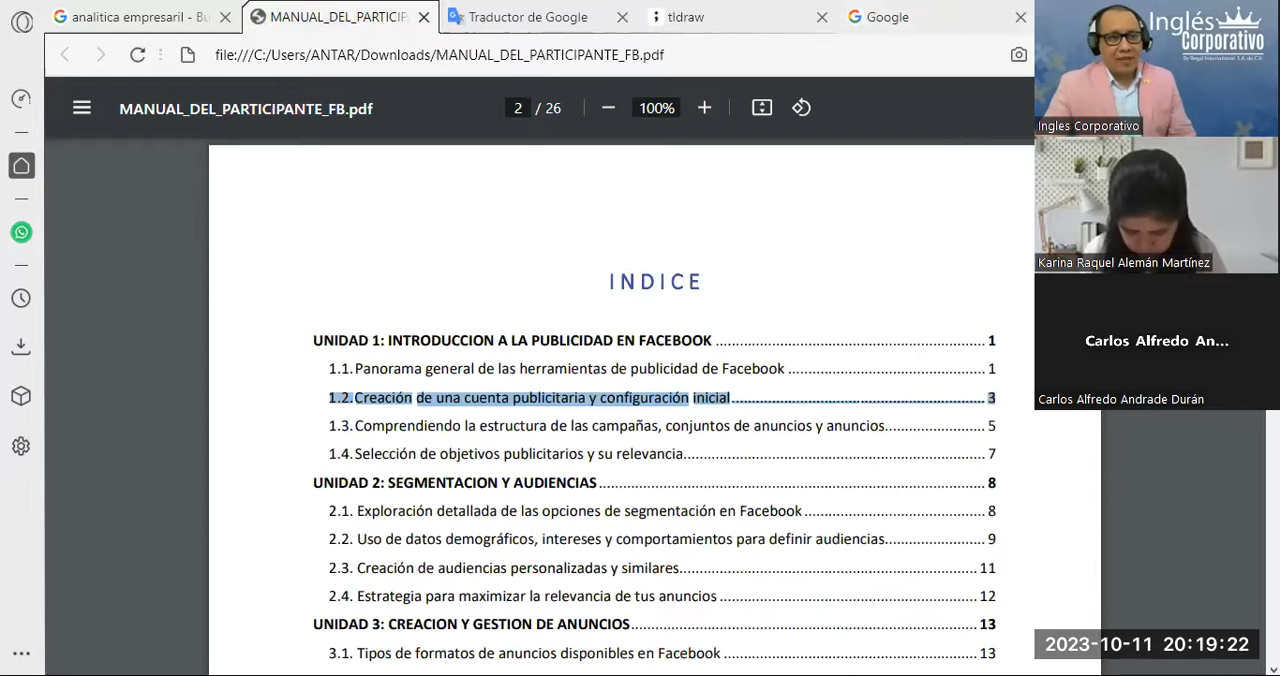 analitica empresaril - Bu
MANUAL_DEL_PARTICIP
Traductor de Google
tldraw
Google
file:///C:/Users/ANTAR/Downloads/MANUAL_DEL_PARTICIPANTE_FB.pdf
MANUAL_DEL_PARTICIPANTE_FB.pdf
2 / 26
100%
INDICE
UNIDAD 1: INTRODUCCION A LA PUBLICIDAD EN FACEBOOK ........ 1
1.1. Panorama general de las herramientas de publicidad de Facebook ........ 1
1.2. Creación de una cuenta publicitaria y configuración inicial ........ 3
1.3. Comprendiendo la estructura de las campañas, conjuntos de anuncios y anuncios........ 5
1.4. Selección de objetivos publicitarios y su relevancia........ 7
UNIDAD 2: SEGMENTACION Y AUDIENCIAS ........ 8
2.1. Exploración detallada de las opciones de segmentación en Facebook ........ 8
2.2. Uso de datos demográficos, intereses y comportamientos para definir audiencias........ 9
2.3. Creación de audiencias personalizadas y similares........ 11
2.4. Estrategia para maximizar la relevancia de tus anuncios ........ 12
UNIDAD 3: CREACION Y GESTION DE ANUNCIOS........ 13
3.1. Tipos de formatos de anuncios disponibles en Facebook ........ 13
Inglés
Corporativo
By Regal International S.A. de C.V.
Ingles Corporativo
Karina Raquel Alemán Martínez
Carlos Alfredo An...
Carlos Alfredo Andrade Durán
2023-10-11 20:19:22